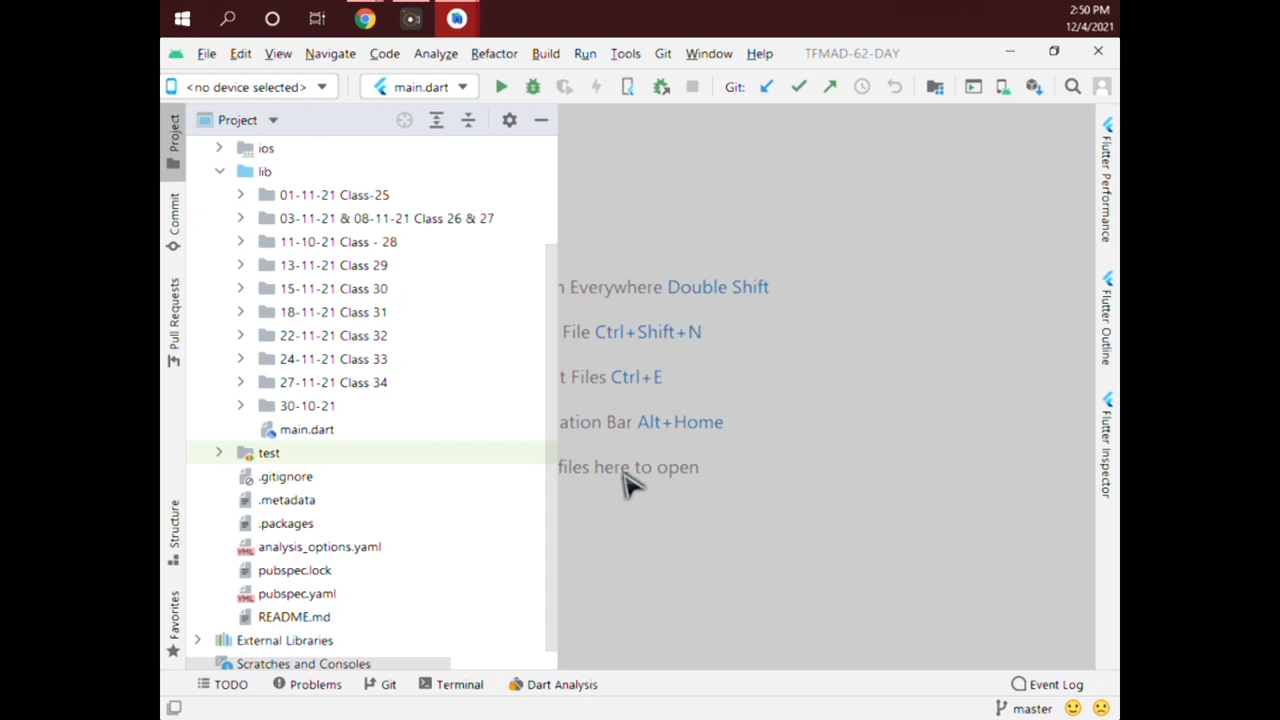 2:50 PM
12/4/2021
File Edit View Navigate Code Analyze Refactor Build Run Tools Git Window Help TFMAD-62-DAY
<no device selected> main.dart Git:
Project
ios
lib
01-11-21 Class-25
03-11-21 & 08-11-21 Class 26 & 27
11-10-21 Class - 28
13-11-21 Class 29
15-11-21 Class 30
18-11-21 Class 31
22-11-21 Class 32
24-11-21 Class 33
27-11-21 Class 34
30-10-21
main.dart
test
.gitignore
.metadata
.packages
analysis_options.yaml
pubspec.lock
pubspec.yaml
README.md
External Libraries
Scratches and Consoles
Everywhere Double Shift
File Ctrl+Shift+N
Files Ctrl+E
Bar Alt+Home
files here to open
Project
Commit
Pull Requests
Structure
Favorites
Flutter Performance
Flutter Outline
Flutter Inspector
TODO Problems Git Terminal Dart Analysis Event Log
master